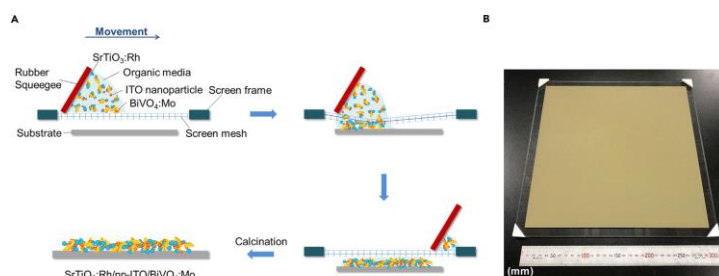 A
B
Movement
SrTiO₃:Rh
Rubber
Squeegee
Organic media
ITO nanoparticle
BiVO₄:Mo
Screen frame
Substrate
Screen mesh
Calcination
SrTiO₃:Rh/np-ITO/BiVO₄:Mo
(mm)